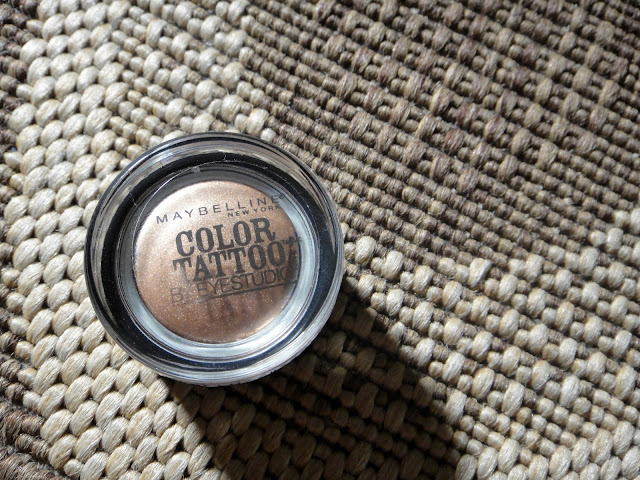 MAYBELLINE
NEW YORK
COLOR
TATTOO
BY EYESTUDIO